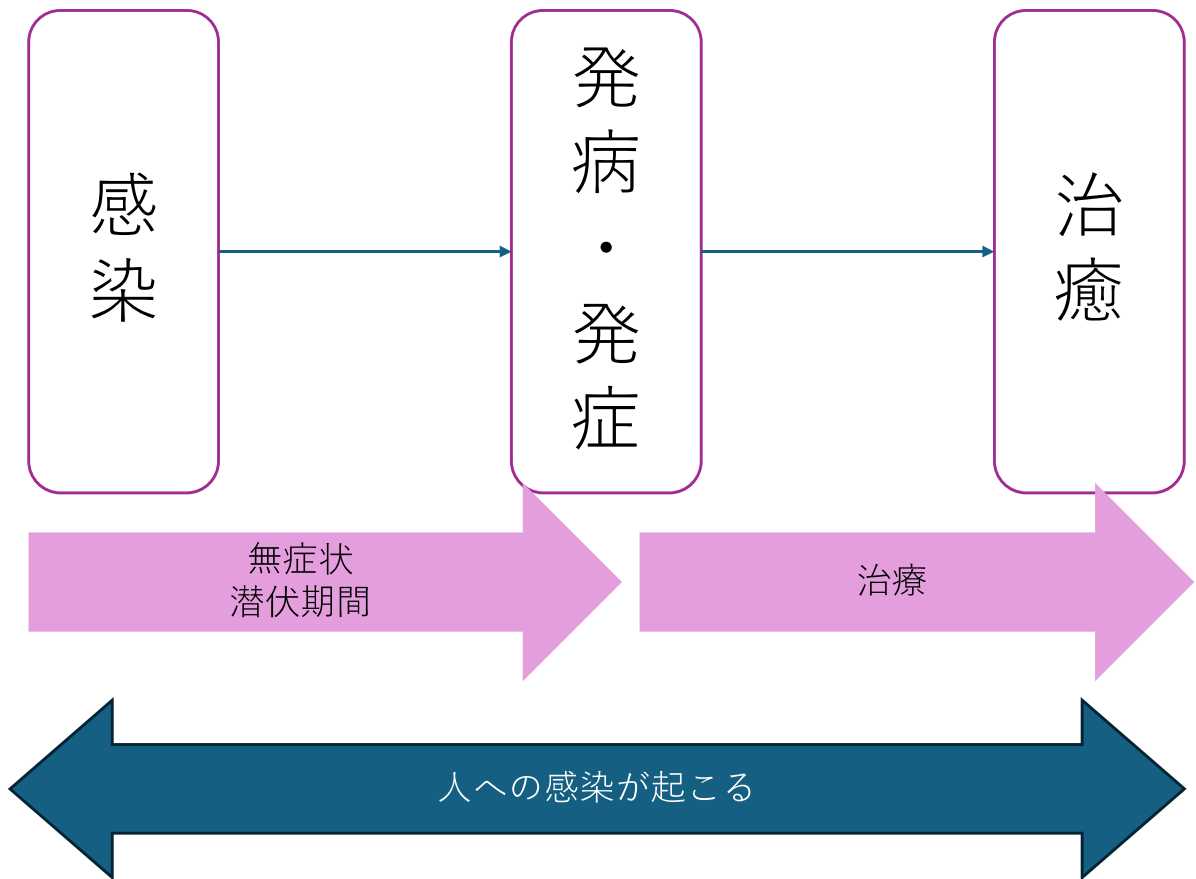 感染
発病・発症
治癒
無症状
潜伏期間
治療
人への感染が起こる